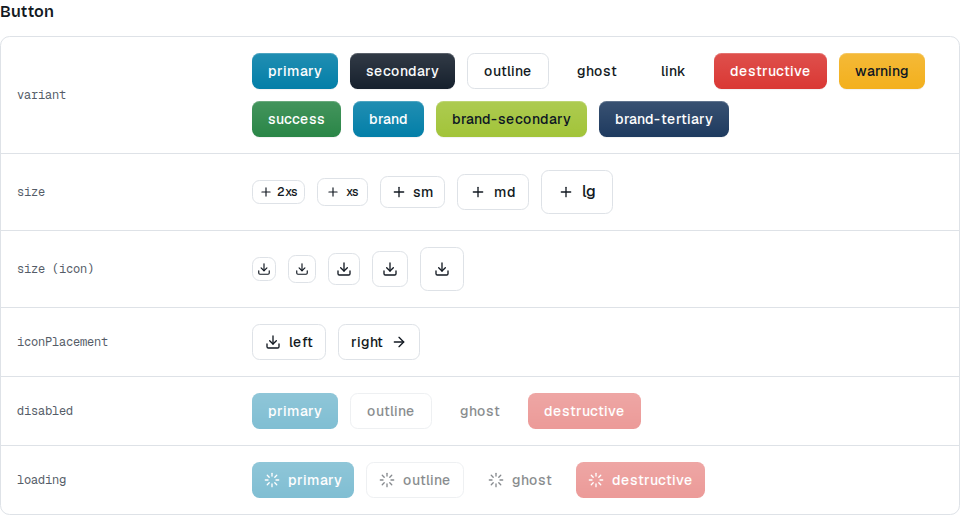 Button
variant
primary secondary outline ghost link destructive warning
success brand brand-secondary brand-tertiary
size
2xs xs sm md lg
size (icon)
iconPlacement
left right
disabled
primary outline ghost destructive
loading
primary outline ghost destructive